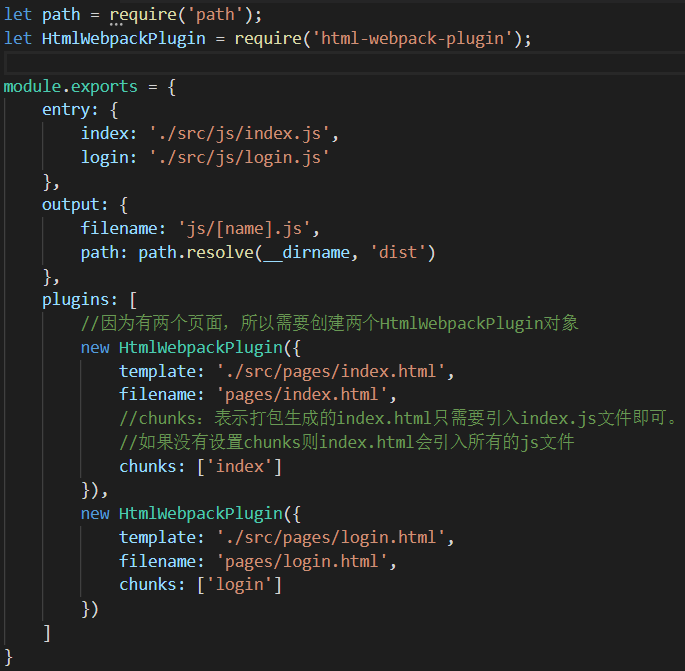 let path = require('path');
let HtmlWebpackPlugin = require('html-webpack-plugin');
module.exports = {
entry: {
index: './src/js/index.js',
login: './src/js/login.js'
},
output: {
filename: 'js/[name].js',
path: path.resolve(__dirname, 'dist')
},
plugins: [
//因为有两个页面，所以需要创建两个HtmlWebpackPlugin对象
new HtmlWebpackPlugin({
template: './src/pages/index.html',
filename: 'pages/index.html',
//chunks：表示打包生成的index.html只需要引入index.js文件即可。
//如果没有设置chunks则index.html会引入所有的js文件
chunks: ['index']
}),
new HtmlWebpackPlugin({
template: './src/pages/login.html',
filename: 'pages/login.html',
chunks: ['login']
})
]
}